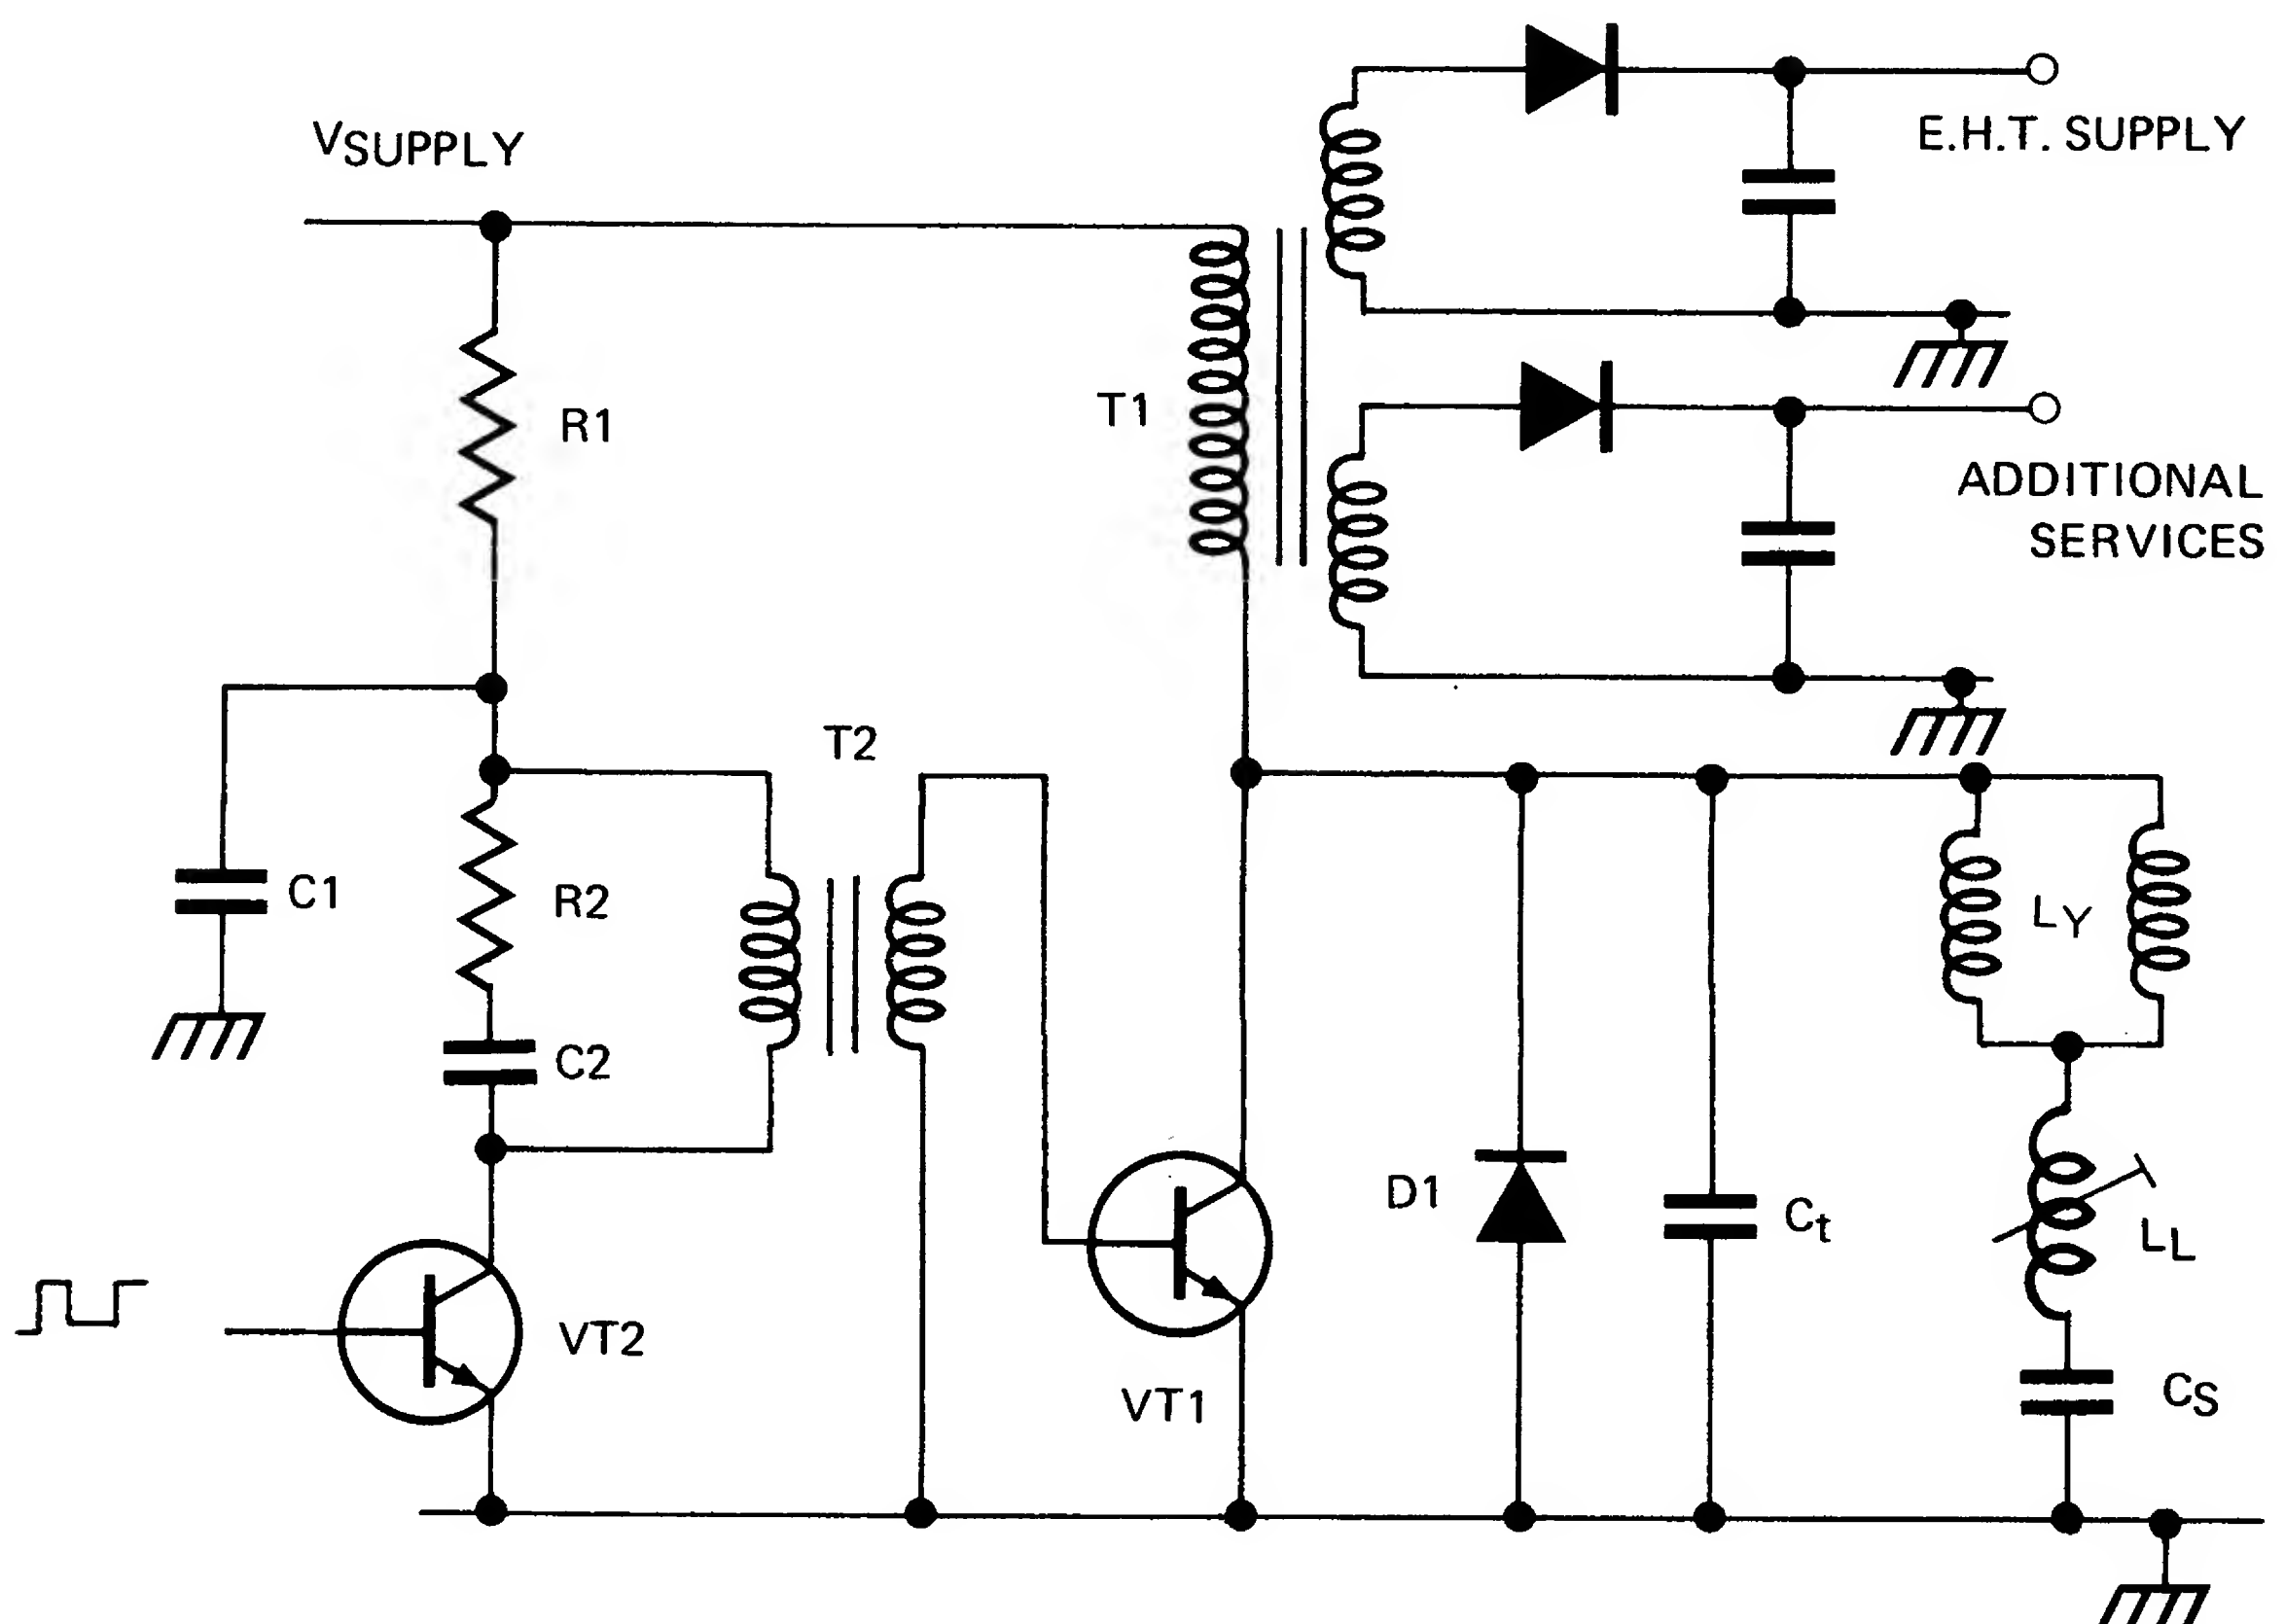 VSUPPLY
E.H.T. SUPPLY
R1
T1
ADDITIONAL
SERVICES
T2
C1
R2
LY
C2
D1
Ct
LL
VT2
VT1
CS